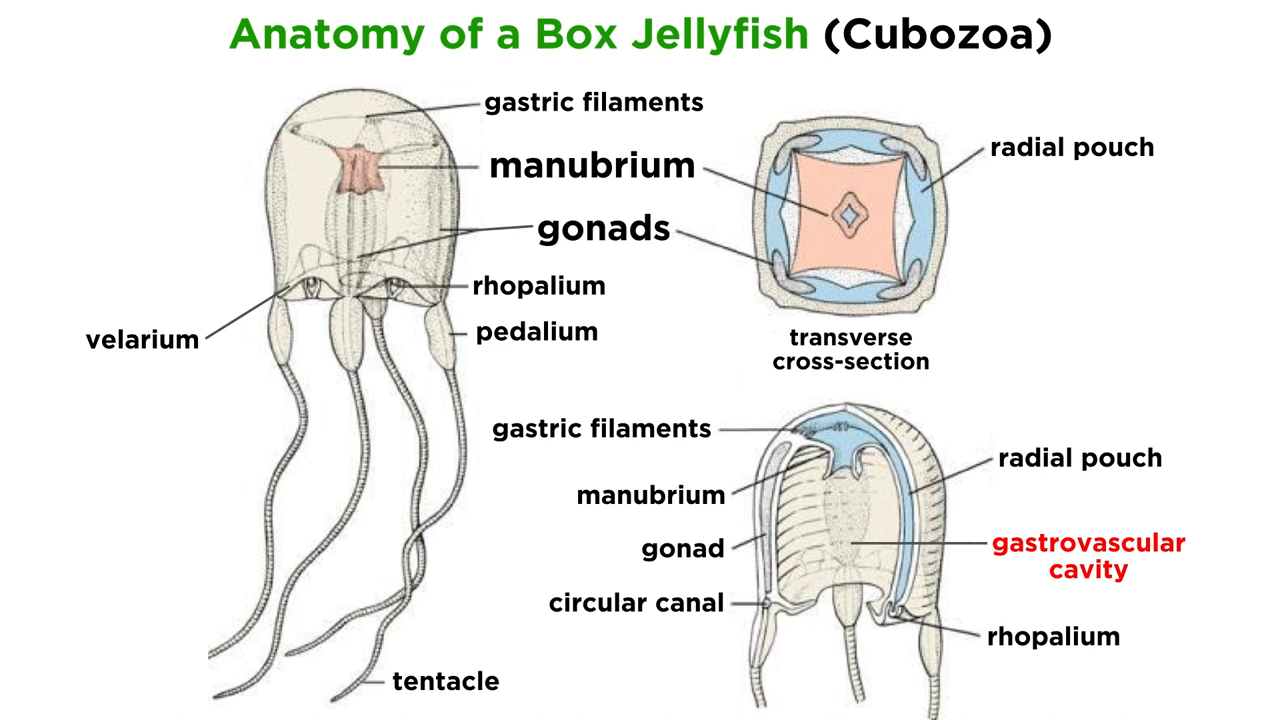 Anatomy of a Box Jellyfish (Cubozoa)
gastric filaments
manubrium
gonads
rhopalium
pedalium
velarium
tentacle
radial pouch
transverse
cross-section
gastric filaments
manubrium
gonad
circular canal
radial pouch
gastrovascular
cavity
rhopalium